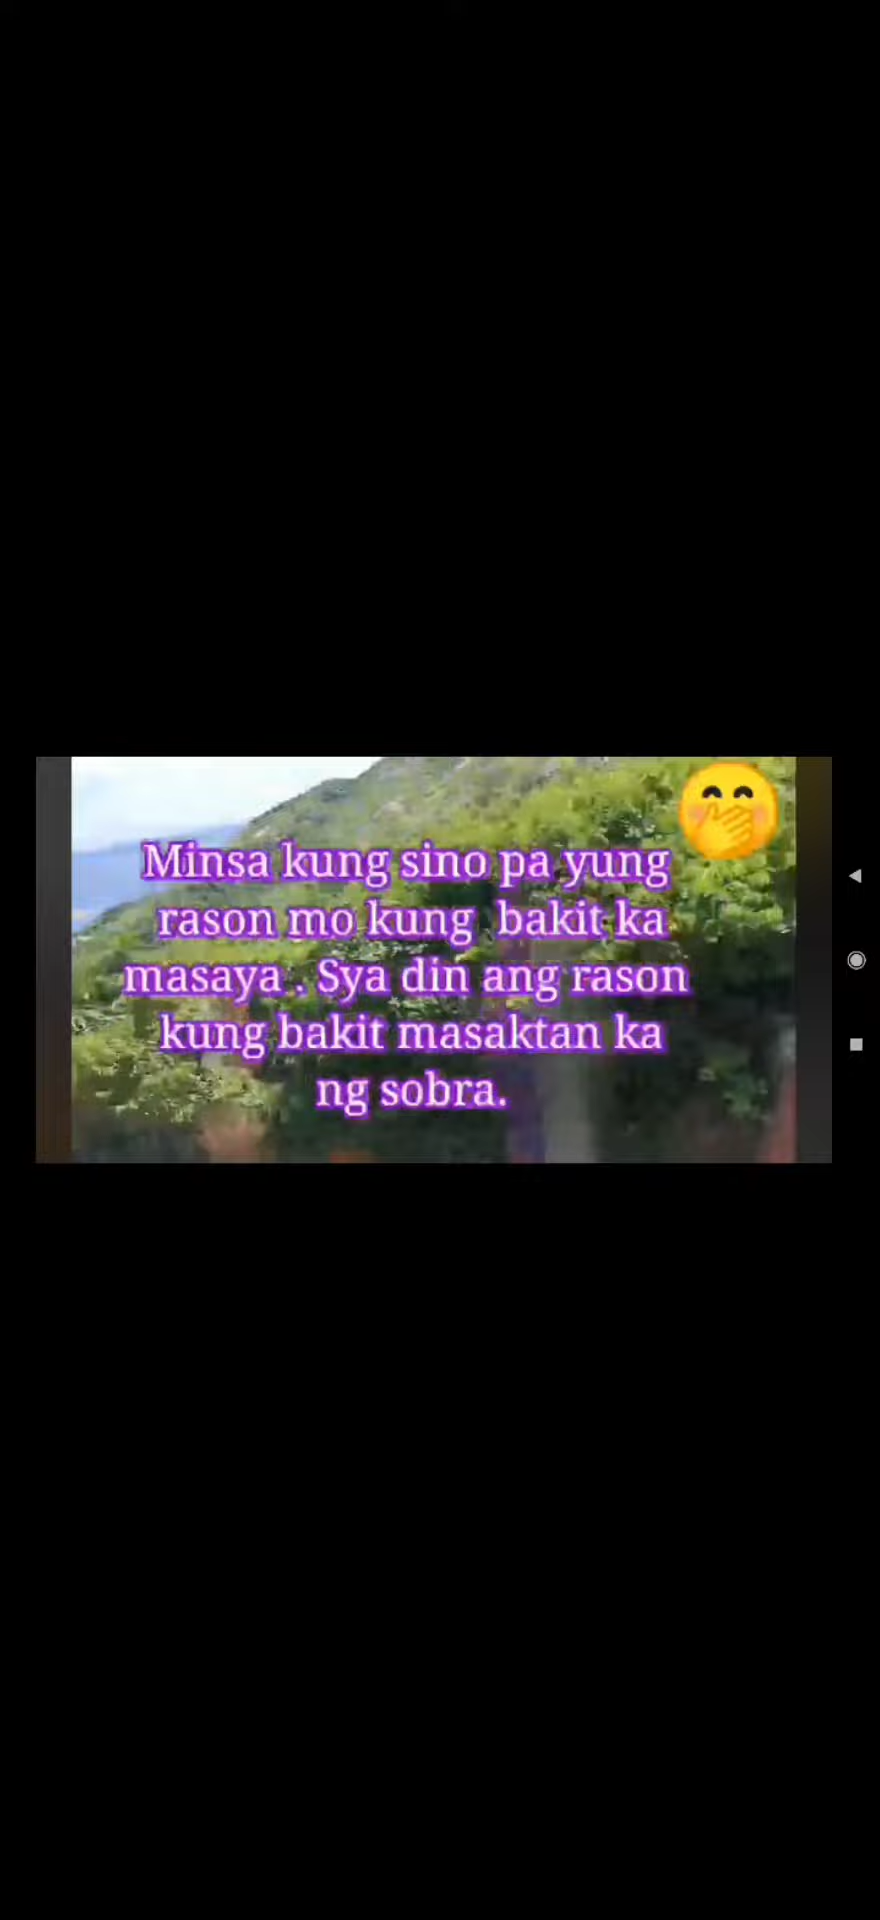 Minsa kung sino pa yung
rason mo kung bakit ka
masaya . Sya din ang rason
kung bakit masaktan ka
ng sobra.